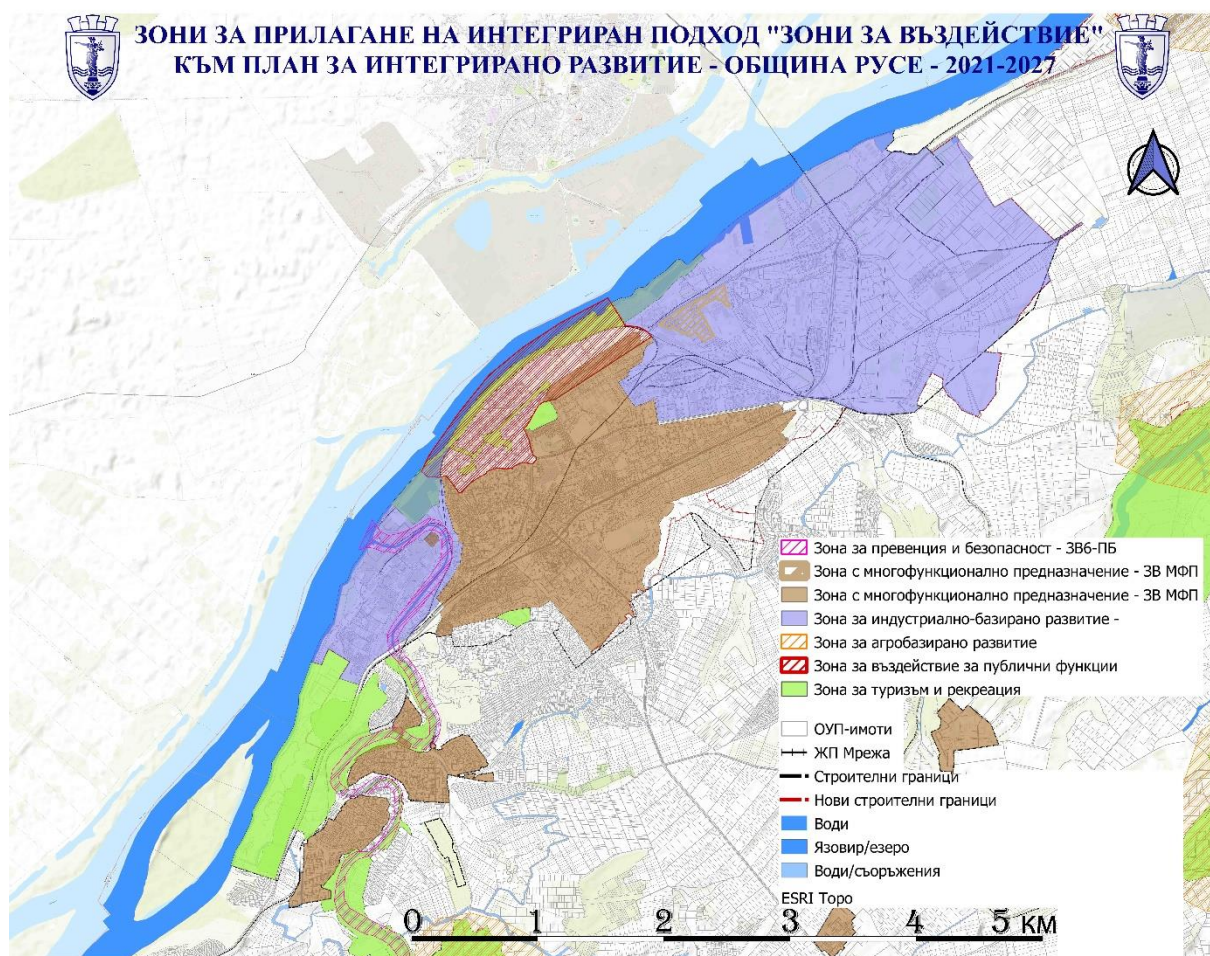 ЗОНИ ЗА ПРИЛАГАНЕ НА ИНТЕГРИРАН ПОДХОД "ЗОНИ ЗА ВЪЗДЕЙСТВИЕ"
КЪМ ПЛАН ЗА ИНТЕГРИРАНО РАЗВИТИЕ - ОБЩИНА РУСЕ - 2021-2027
Зона за превенция и безопасност - ЗВ6-ПБ
Зона с многофункционално предназначение - ЗВ МФП
Зона с многофункционално предназначение - ЗВ МФП
Зона за индустриално-базирано развитие -
Зона за агробазирано развитие
Зона за въздействие за публични функции
Зона за туризъм и рекреация
ОУП-имоти
ЖП Мрежа
Строителни граници
Нови строителни граници
Води
Язовир/езеро
Води/съоръжения
ESRI Topo
0 1 2 3 4 5 КМ